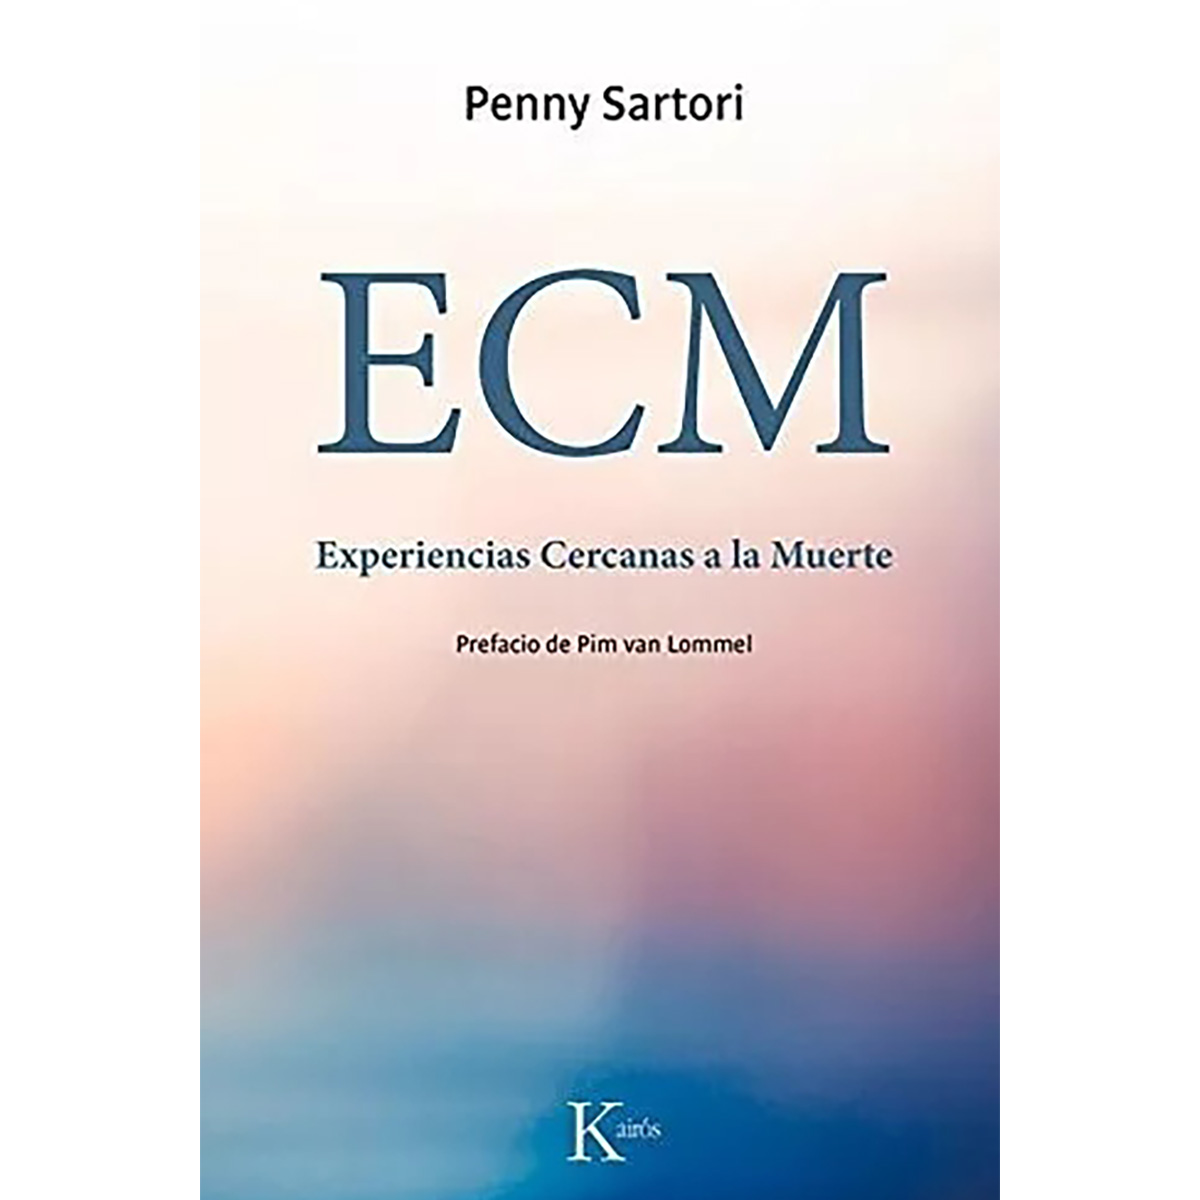 Penny Sartori
ECM
Experiencias Cercanas a la Muerte
Prefacio de Pim van Lommel
Kairós